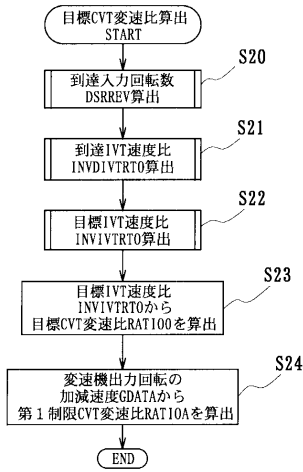 目標CVT変速比算出
START
S20
到達入力回転数
DSRREV算出
S21
到達IVT速度比
INVDIVTRTO算出
S22
目標IVT速度比
INVIVTRTO算出
S23
目標IVT速度比
INVIVTRTOから
目標CVT変速比RATIOOを算出
S24
変速機出力回転の
加減速度GDATAから
第1制限CVT変速比RATIOAを算出
END